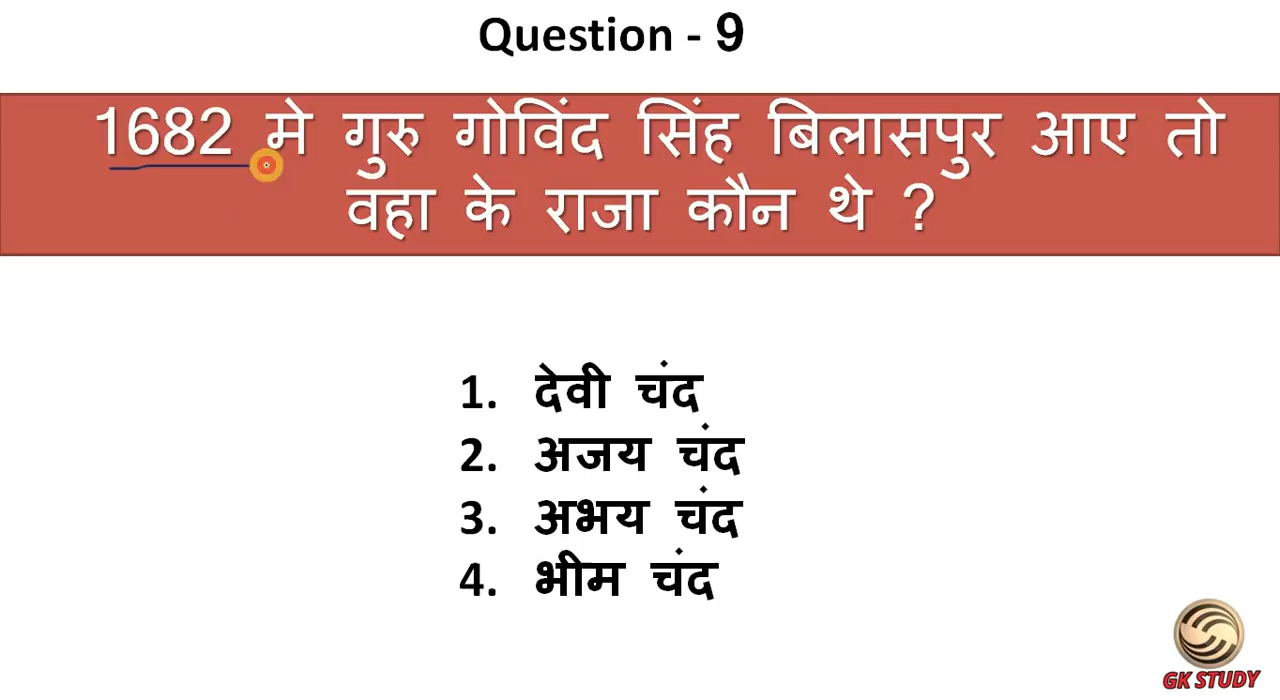 Question - 9
1682 मे गुरु गोविंद सिंह बिलासपुर आए तो
वहा के राजा कौन थे ?
1. देवी चंद
2. अजय चंद
3. अभय चंद
4. भीम चंद
GK STUDY